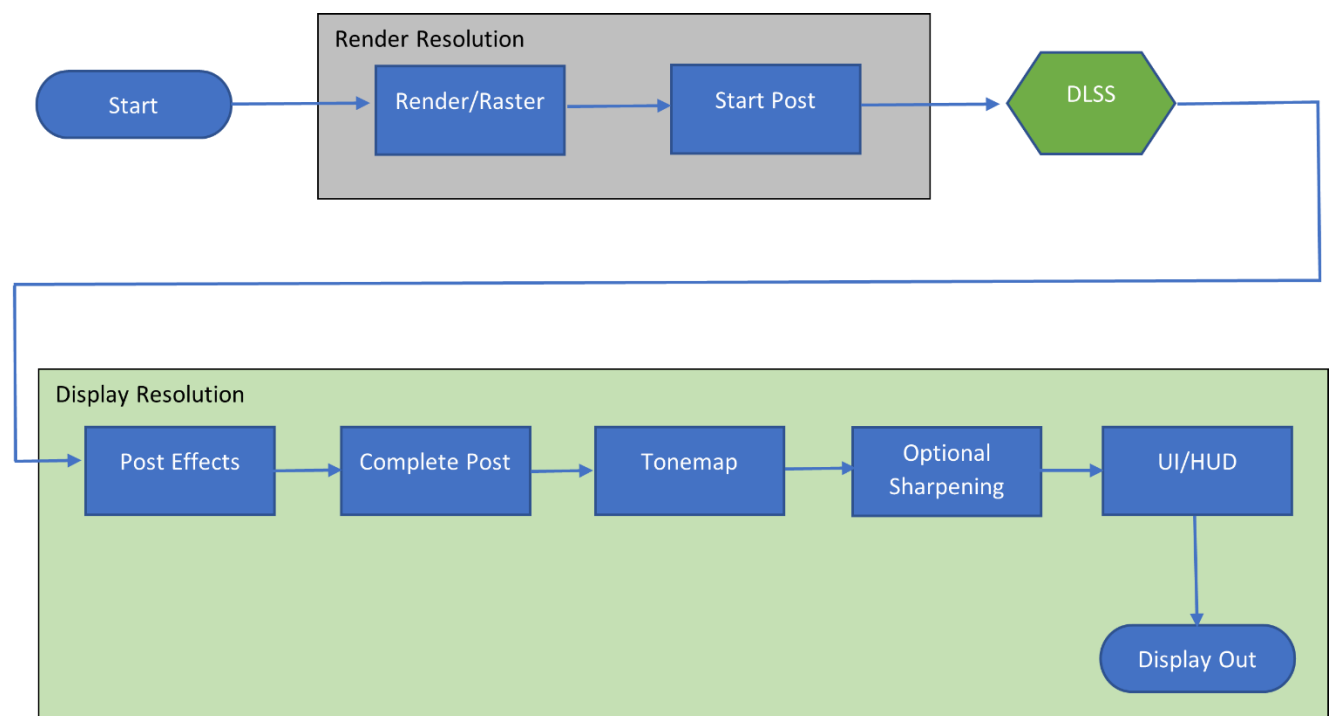 Render Resolution
Start
Render/Raster
Start Post
DLSS
Display Resolution
Post Effects
Complete Post
Tonemap
Optional
Sharpening
UI/HUD
Display Out